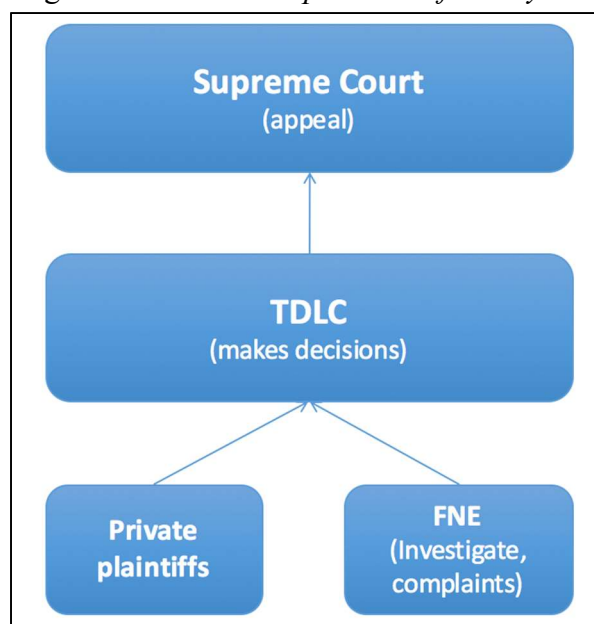 Supreme Court
(appeal)
TDLC
(makes decisions)
Private
plaintiffs
FNE
(Investigate,
complaints)